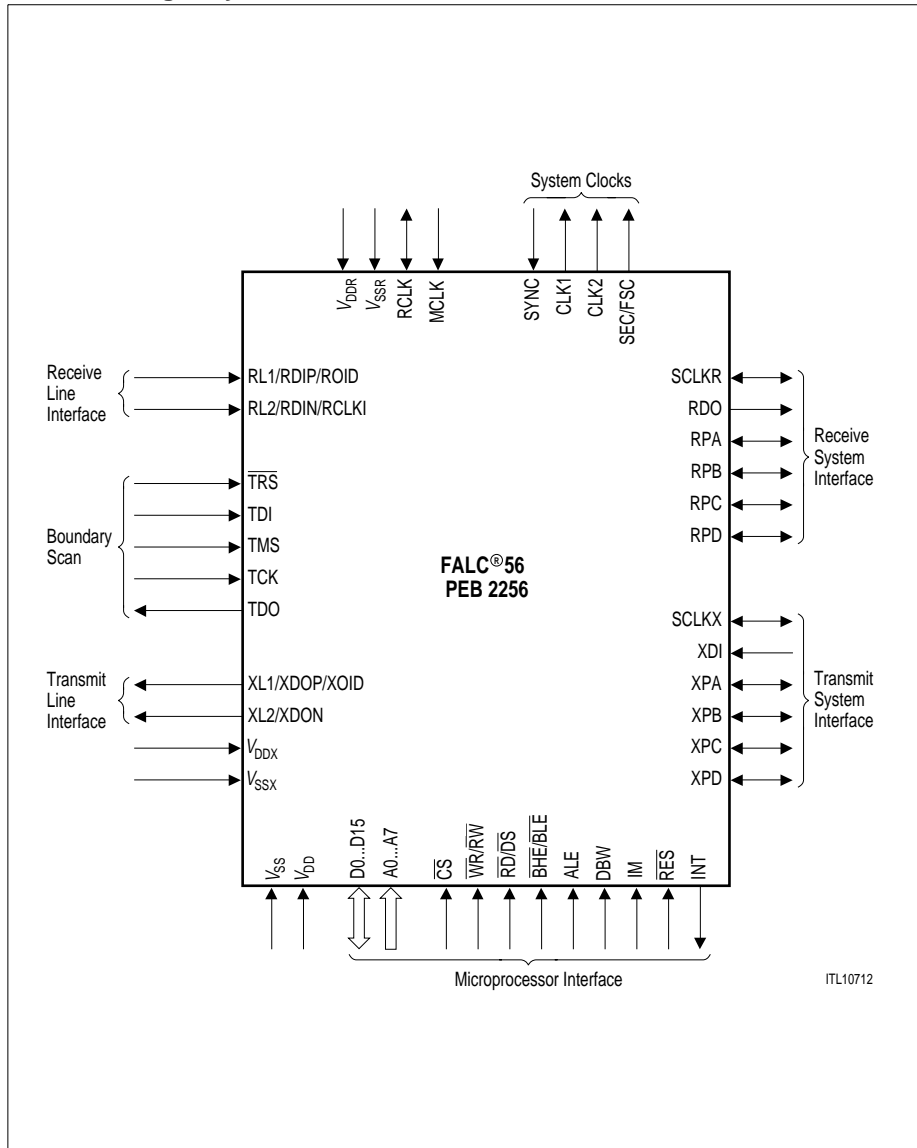 System Clocks
VDDR
VSSR
RCLK
MCLK
SYNC
CLK1
CLK2
SEC/FSC
Receive
Line
Interface
RL1/RDIP/ROID
RL2/RDIN/RCLKI
Boundary
Scan
TRS
TDI
TMS
TCK
TDO
Transmit
Line
Interface
XL1/XDOP/XOID
XL2/XDON
VDDX
VSSX
FALC®56
PEB 2256
SCLKR
RDO
RPA
RPB
RPC
RPD
Receive
System
Interface
SCLKX
XDI
XPA
XPB
XPC
XPD
Transmit
System
Interface
VSS
VDD
D0...D15
A0...A7
CS
WR/RW
RD/DS
BHE/BLE
ALE
DBW
IM
RES
INT
Microprocessor Interface
ITL10712